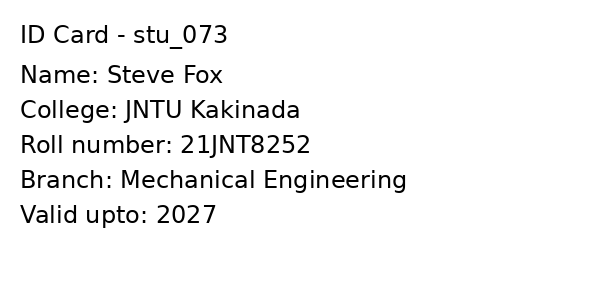 ID Card - stu_073
Name: Steve Fox
College: JNTU Kakinada
Roll number: 21JNT8252
Branch: Mechanical Engineering
Valid upto: 2027